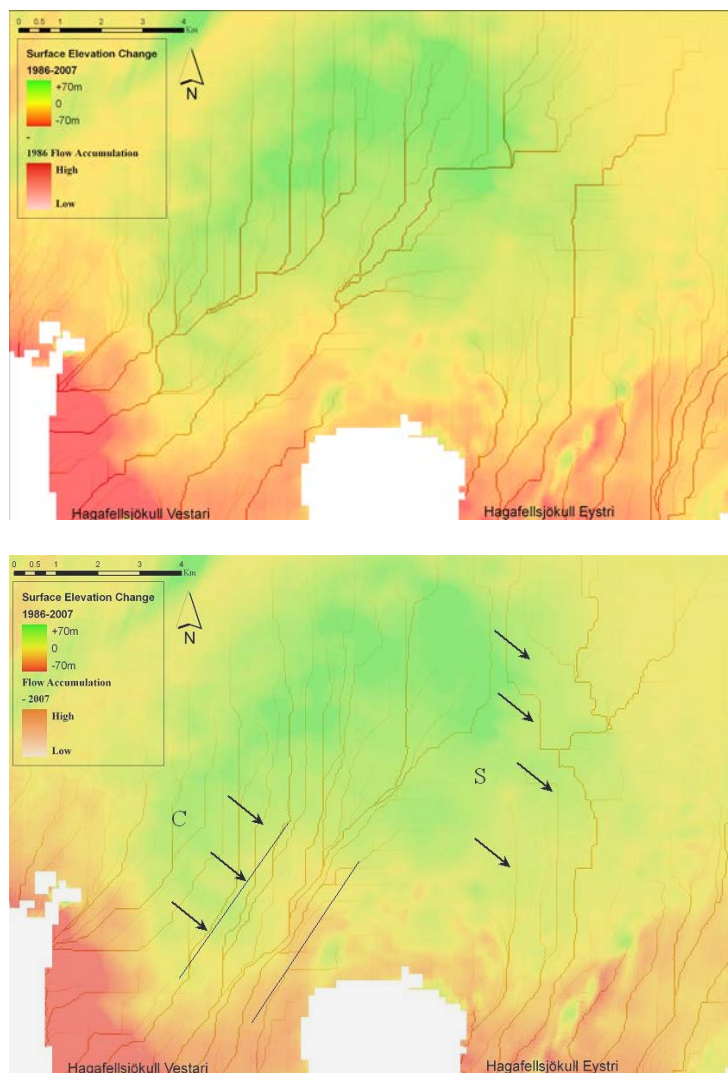 0 0.5 1 2 3 4
Km
Surface Elevation Change
1986-2007
+70m
0
-70m
-
1986 Flow Accumulation
High
Low
N
Hagafellsjökull Vestari
Hagafellsjökull Eystri
0 0.5 1 2 3 4
Km
Surface Elevation Change
1986-2007
+70m
0
-70m
Flow Accumulation
- 2007
High
Low
N
C
S
Hagafellsjökull Vestari
Hagafellsjökull Eystri